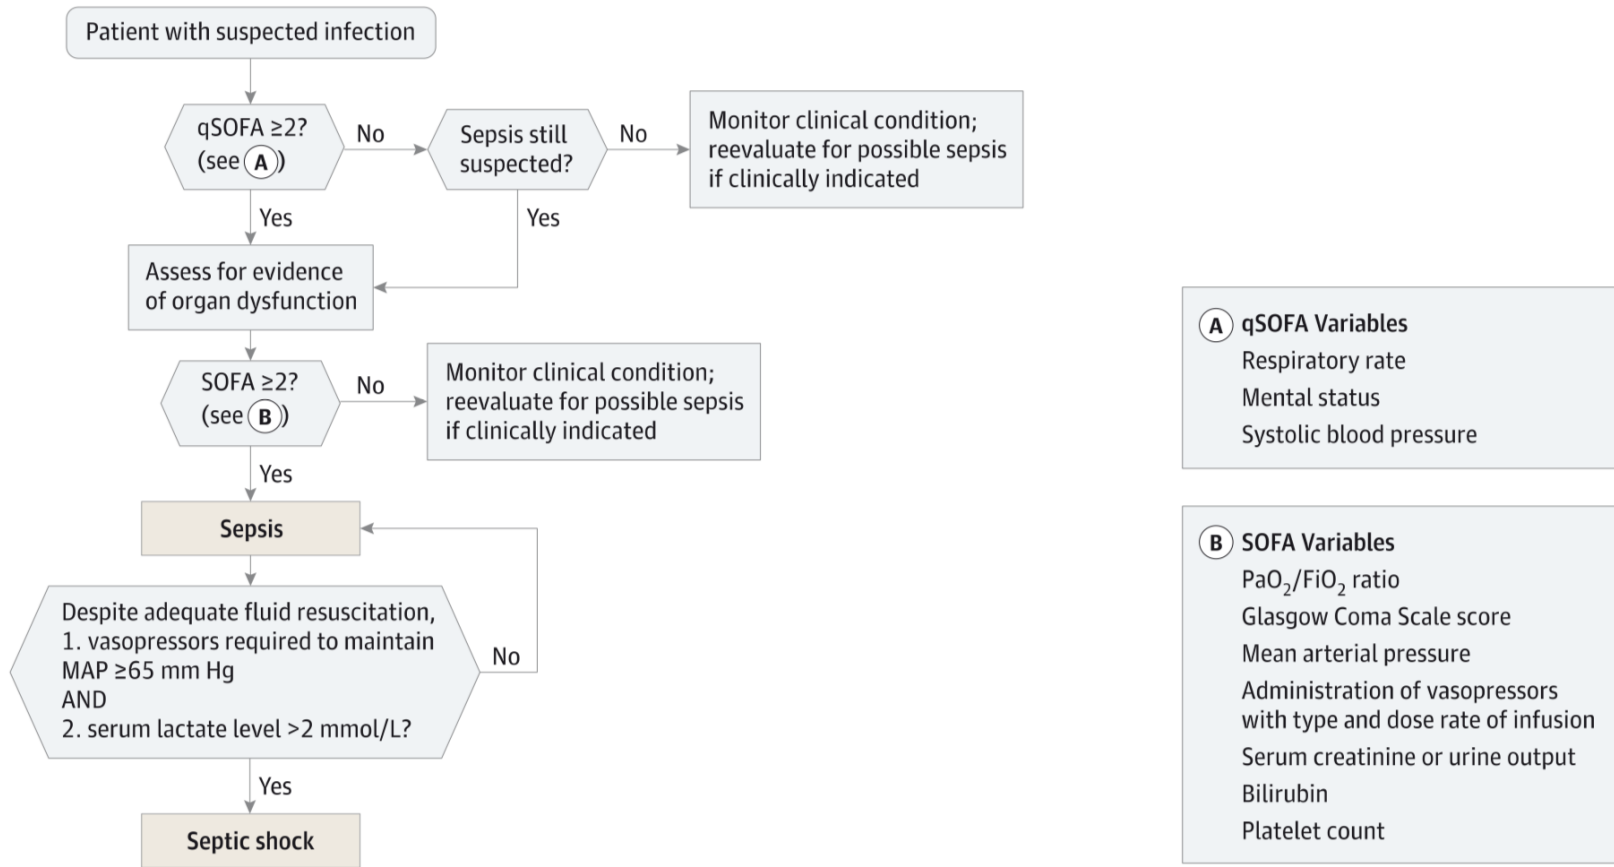 Patient with suspected infection
qSOFA ≥2?
(see A)
No
Sepsis still
suspected?
No
Monitor clinical condition;
reevaluate for possible sepsis
if clinically indicated
Yes
Yes
Assess for evidence
of organ dysfunction
SOFA ≥2?
(see B)
No
Monitor clinical condition;
reevaluate for possible sepsis
if clinically indicated
Yes
Sepsis
Despite adequate fluid resuscitation,
1. vasopressors required to maintain
MAP ≥65 mm Hg
AND
2. serum lactate level >2 mmol/L?
No
Yes
Septic shock
A qSOFA Variables
Respiratory rate
Mental status
Systolic blood pressure
B SOFA Variables
PaO₂/FiO₂ ratio
Glasgow Coma Scale score
Mean arterial pressure
Administration of vasopressors
with type and dose rate of infusion
Serum creatinine or urine output
Bilirubin
Platelet count